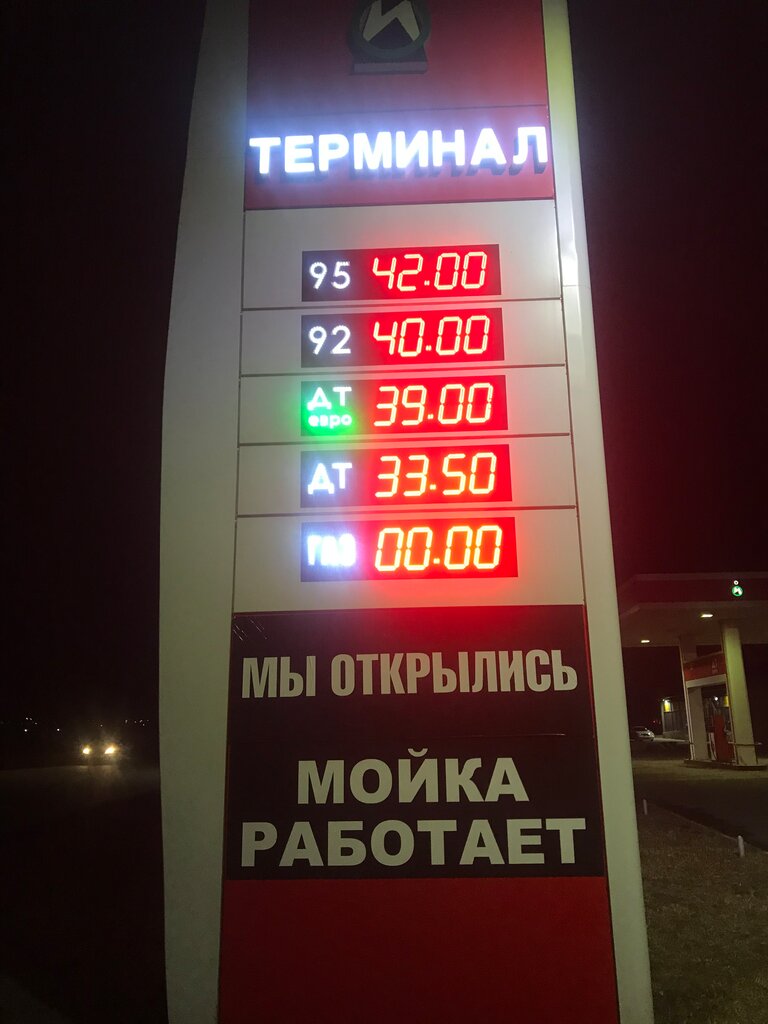 ТЕРМИНАЛ
95 42.00
92 40.00
ДТ евро 39.00
ДТ 33.50
ГАЗ 00.00
МЫ ОТКРЫЛИСЬ
МОЙКА
РАБОТАЕТ